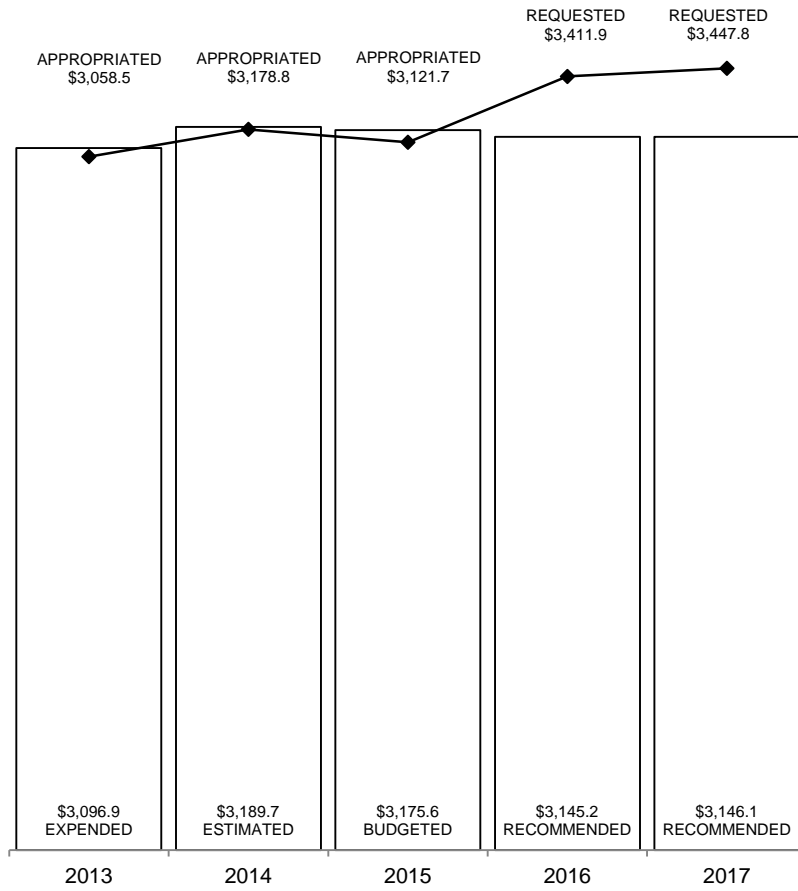 REQUESTED
$3,411.9
REQUESTED
$3,447.8
APPROPRIATED
$3,058.5
APPROPRIATED
$3,178.8
APPROPRIATED
$3,121.7
$3,096.9
EXPENDED
$3,189.7
ESTIMATED
$3,175.6
BUDGETED
$3,145.2
RECOMMENDED
$3,146.1
RECOMMENDED
2013
2014
2015
2016
2017